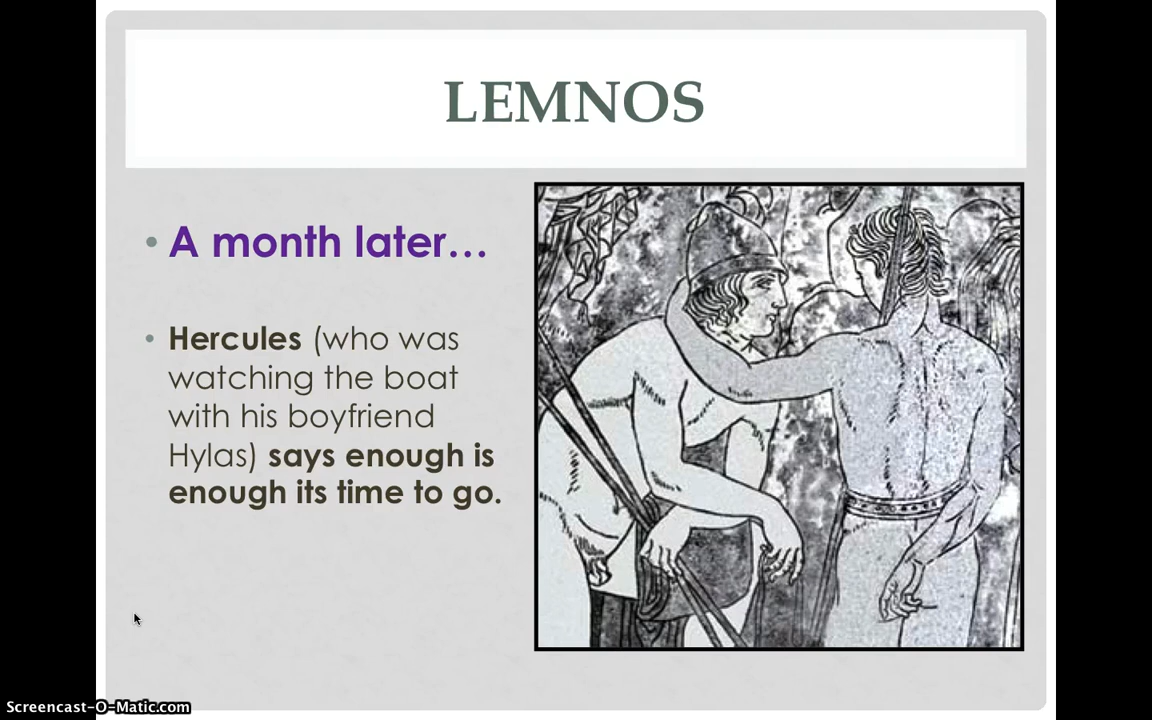 LEMNOS
• A month later...
• Hercules (who was
watching the boat
with his boyfriend
Hylas) says enough is
enough its time to go.
Screencast-O-Matic.com